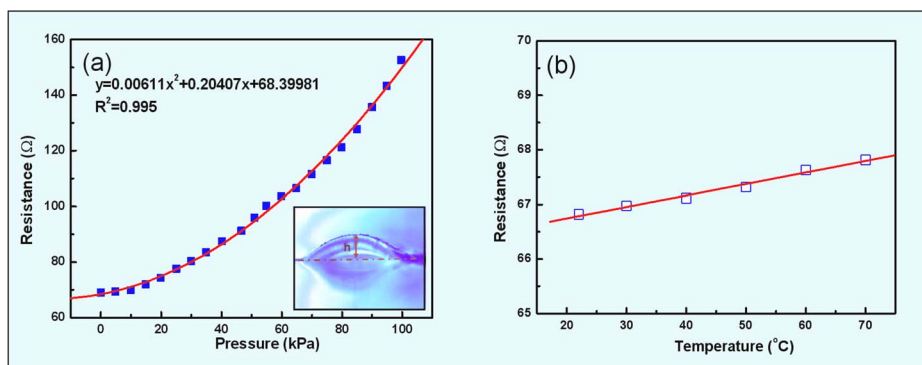 (a)
y=0.00611x²+0.20407x+68.39981
R²=0.995
160
140
120
100
80
60
Resistance (Ω)
h
0 20 40 60 80 100
Pressure (kPa)
(b)
70
69
68
67
66
65
Resistance (Ω)
20 30 40 50 60 70
Temperature (°C)